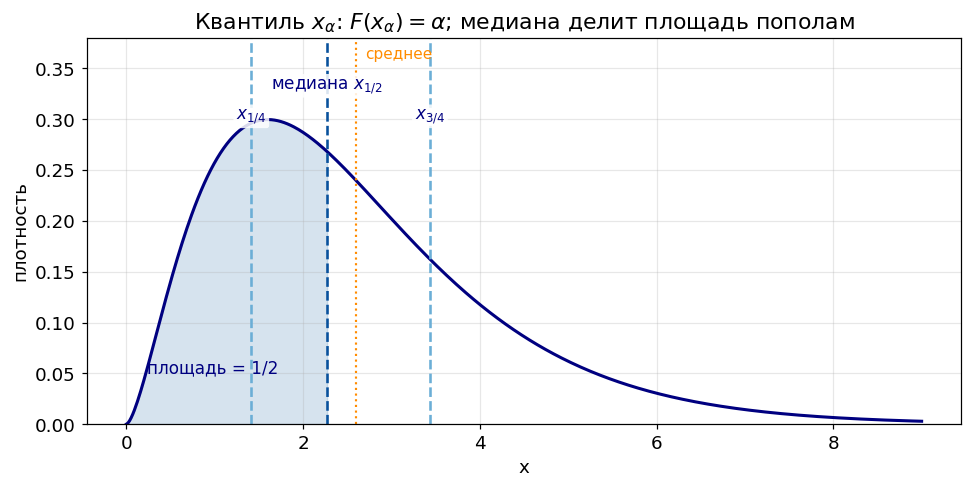 Квантиль $x_\alpha$: $F(x_\alpha) = \alpha$; медиана делит площадь пополам
среднее
медиана $x_{1/2}$
$x_{1/4}$
$x_{3/4}$
площадь = 1/2
плотность
0.35
0.30
0.25
0.20
0.15
0.10
0.05
0.00
0 2 4 6 8
x